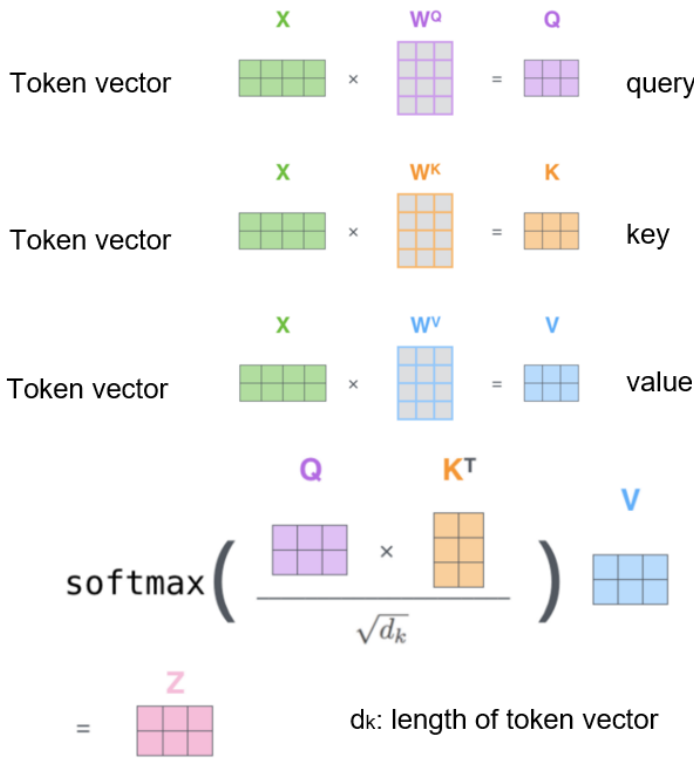 X W^Q Q
Token vector × = query
X W^K K
Token vector × = key
X W^V V
Token vector × = value
Q K^T V
softmax( × )
√d_k
Z
= d_k: length of token vector